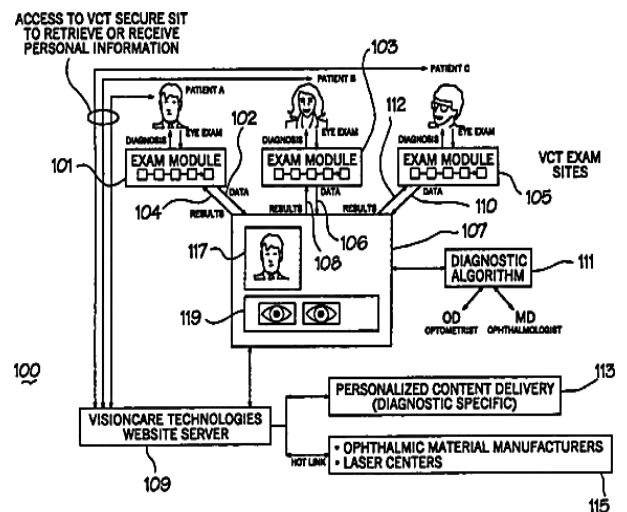 ACCESS TO VCT SECURE SIT
TO RETRIEVE OR RECEIVE
PERSONAL INFORMATION
PATIENT A
PATIENT B
PATIENT C
103
102
112
DIAGNOSIS
EYE EXAM
DIAGNOSIS
EYE EXAM
DIAGNOSIS
EYE EXAM
EXAM MODULE
EXAM MODULE
EXAM MODULE
VCT EXAM
SITES
101
104
DATA
RESULTS
DATA
RESULTS
106
108
RESULTS
DATA
110
105
107
117
119
DIAGNOSTIC
ALGORITHM
111
OD
OPTOMETRIST
MD
OPHTHALMOLOGIST
100
VISIONCARE TECHNOLOGIES
WEBSITE SERVER
109
PERSONALIZED CONTENT DELIVERY
(DIAGNOSTIC SPECIFIC)
113
HOT LINK
• OPHTHALMIC MATERIAL MANUFACTURERS
• LASER CENTERS
115